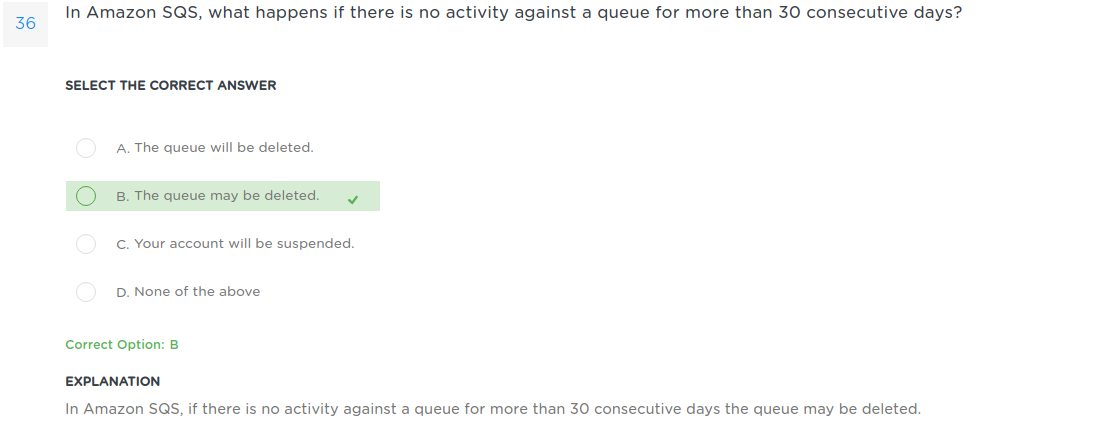 36
In Amazon SQS, what happens if there is no activity against a queue for more than 30 consecutive days?
SELECT THE CORRECT ANSWER
A. The queue will be deleted.
B. The queue may be deleted.
C. Your account will be suspended.
D. None of the above
Correct Option: B
EXPLANATION
In Amazon SQS, if there is no activity against a queue for more than 30 consecutive days the queue may be deleted.